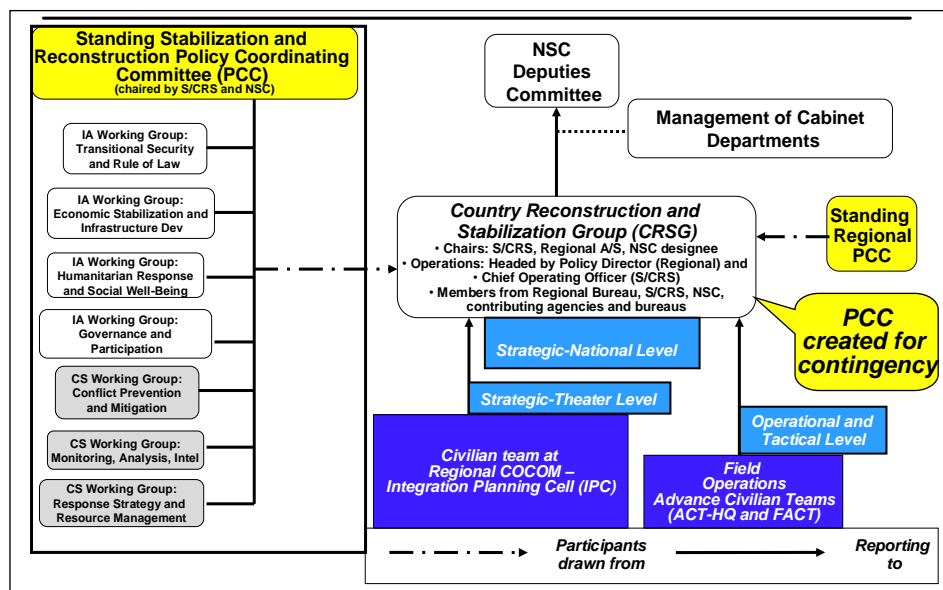 Standing Stabilization and
Reconstruction Policy Coordinating
Committee (PCC)
(chaired by S/CRS and NSC)
IA Working Group:
Transitional Security
and Rule of Law
IA Working Group:
Economic Stabilization and
Infrastructure Dev
IA Working Group:
Humanitarian Response
and Social Well-Being
IA Working Group:
Governance and
Participation
CS Working Group:
Conflict Prevention
and Mitigation
CS Working Group:
Monitoring, Analysis, Intel
CS Working Group:
Response Strategy and
Resource Management
NSC
Deputies
Committee
Management of Cabinet
Departments
Country Reconstruction and
Stabilization Group (CRSG)
• Chairs: S/CRS, Regional A/S, NSC designee
• Operations: Headed by Policy Director (Regional) and
Chief Operating Officer (S/CRS)
• Members from Regional Bureau, S/CRS, NSC,
contributing agencies and bureaus
Standing
Regional
PCC
PCC
created for
contingency
Strategic-National Level
Strategic-Theater Level
Operational and
Tactical Level
Civilian team at
Regional COCOM –
Integration Planning Cell (IPC)
Field
Operations
Advance Civilian Teams
(ACT-HQ and FACT)
Participants
drawn from
Reporting
to